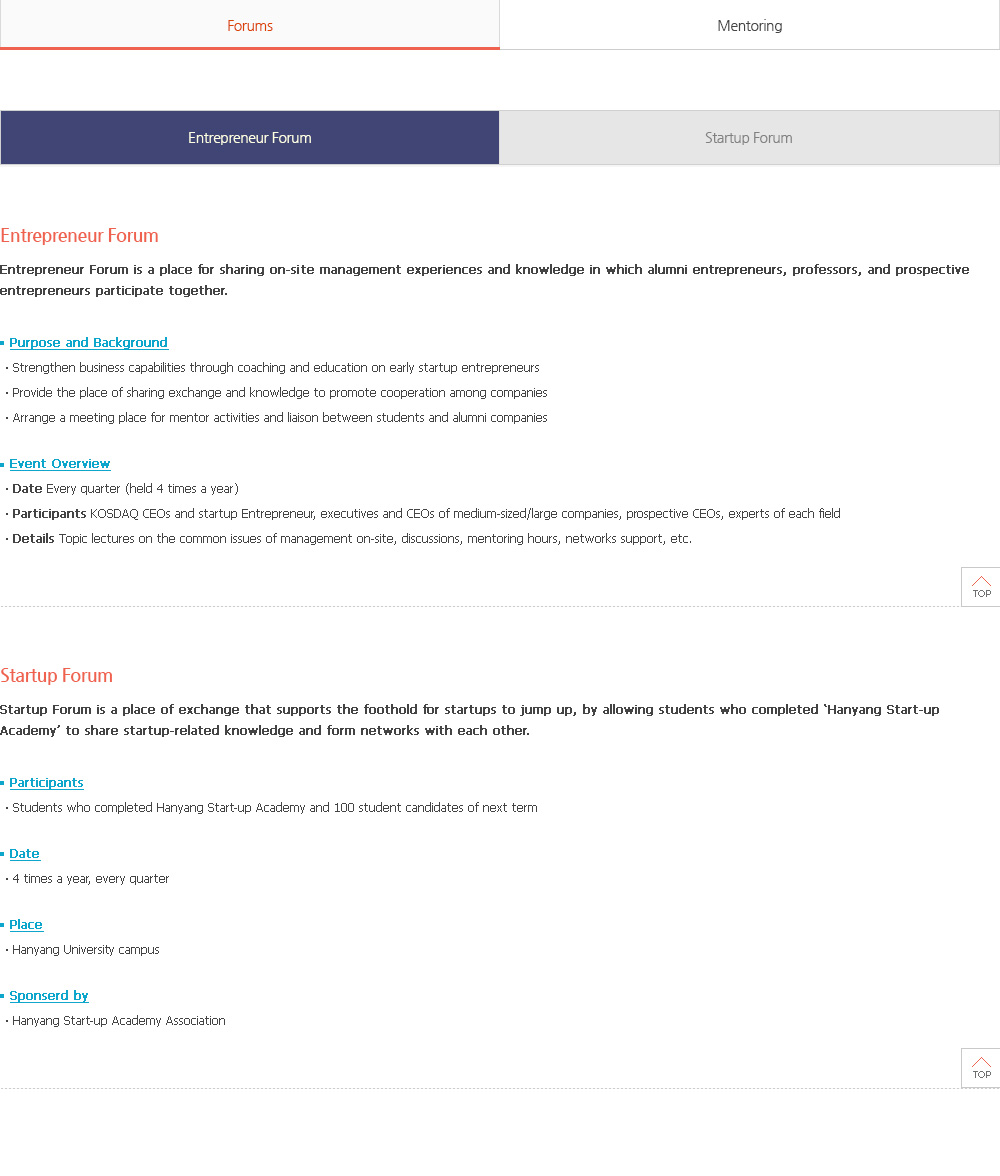 Forums
Mentoring
Entrepreneur Forum
Startup Forum
Entrepreneur Forum
Entrepreneur Forum is a place for sharing on-site management experiences and knowledge in which alumni entrepreneurs, professors, and prospective
entrepreneurs participate together.
Purpose and Background
· Strengthen business capabilities through coaching and education on early startup entrepreneurs
· Provide the place of sharing exchange and knowledge to promote cooperation among companies
· Arrange a meeting place for mentor activities and liaison between students and alumni companies
Event Overview
· Date Every quarter (held 4 times a year)
· Participants KOSDAQ CEOs and startup Entrepreneur, executives and CEOs of medium-sized/large companies, prospective CEOs, experts of each field
· Details Topic lectures on the common issues of management on-site, discussions, mentoring hours, networks support, etc.
TOP
Startup Forum
Startup Forum is a place of exchange that supports the foothold for startups to jump up, by allowing students who completed ‘Hanyang Start-up
Academy’ to share startup-related knowledge and form networks with each other.
Participants
· Students who completed Hanyang Start-up Academy and 100 student candidates of next term
Date
· 4 times a year, every quarter
Place
· Hanyang University campus
Sponserd by
· Hanyang Start-up Academy Association
TOP